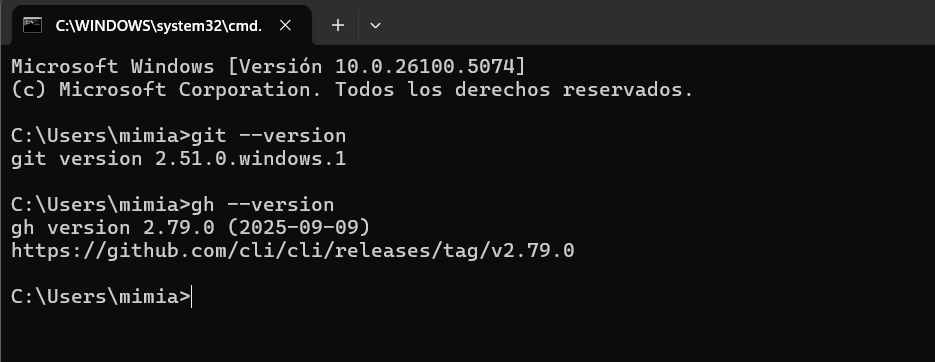 C:\WINDOWS\system32\cmd.
Microsoft Windows [Versión 10.0.26100.5074]
(c) Microsoft Corporation. Todos los derechos reservados.
C:\Users\mimia>git --version
git version 2.51.0.windows.1
C:\Users\mimia>gh --version
gh version 2.79.0 (2025-09-09)
https://github.com/cli/cli/releases/tag/v2.79.0
C:\Users\mimia>